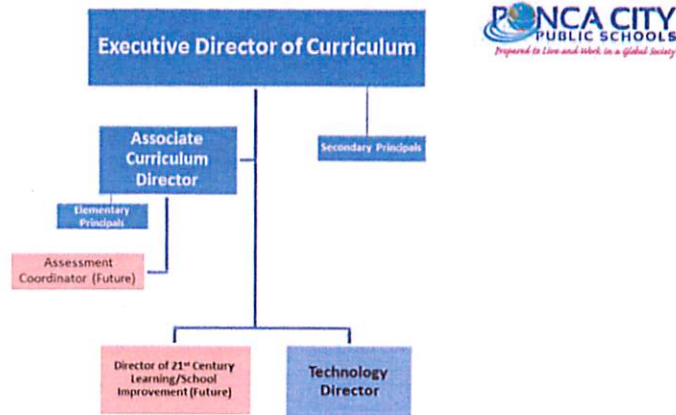 PONCA CITY
PUBLIC SCHOOLS
Prepared to Live and Work in a Global Society
Executive Director of Curriculum
Associate
Curriculum
Director
Secondary Principals
Elementary
Principals
Assessment
Coordinator (Future)
Director of 21st Century
Learning/School
Improvement (Future)
Technology
Director